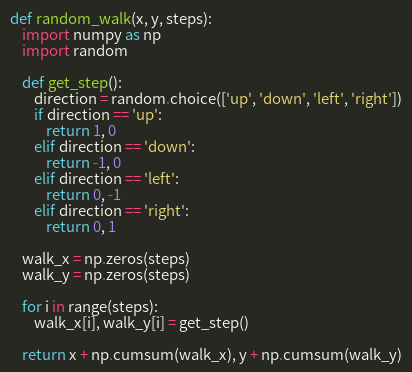 def random_walk(x, y, steps):
    import numpy as np
    import random

    def get_step():
        direction = random.choice(['up', 'down', 'left', 'right'])
        if direction == 'up':
            return 1, 0
        elif direction == 'down':
            return -1, 0
        elif direction == 'left':
            return 0, -1
        elif direction == 'right':
            return 0, 1

    walk_x = np.zeros(steps)
    walk_y = np.zeros(steps)

    for i in range(steps):
        walk_x[i], walk_y[i] = get_step()

    return x + np.cumsum(walk_x), y + np.cumsum(walk_y)